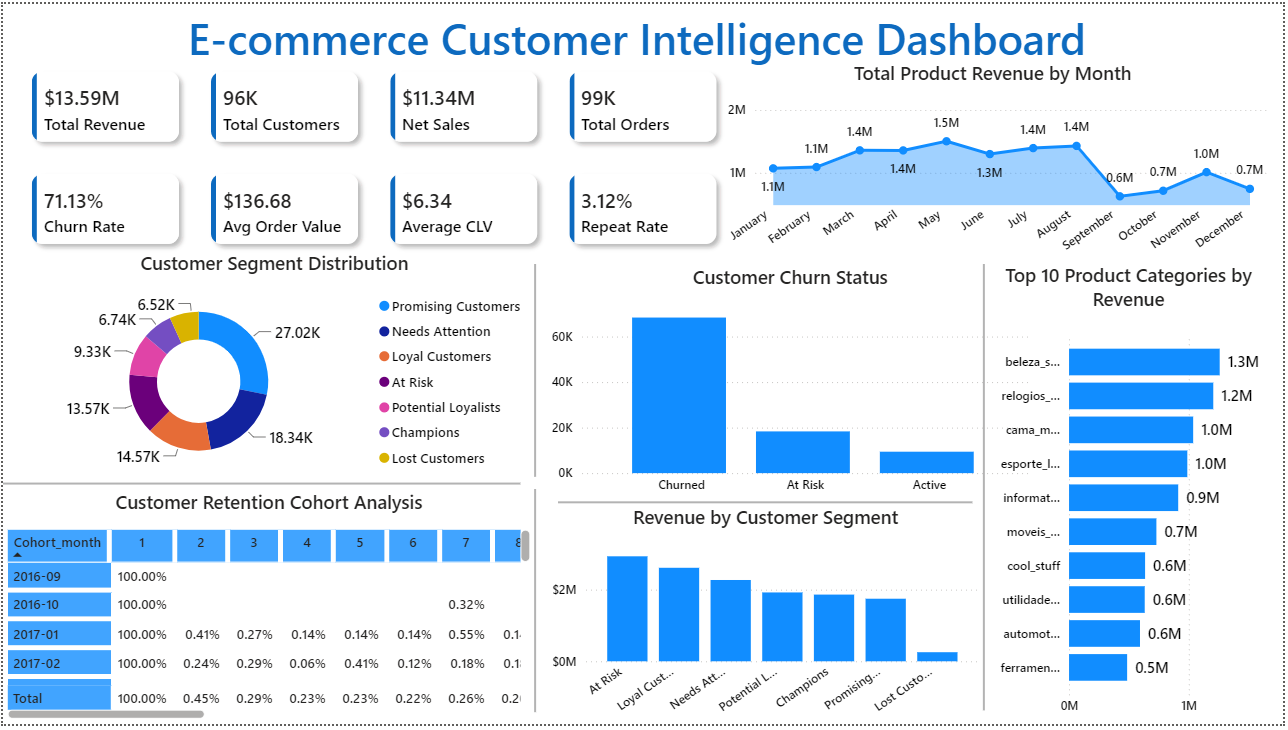 E-commerce Customer Intelligence Dashboard
$13.59M
Total Revenue
96K
Total Customers
$11.34M
Net Sales
99K
Total Orders
71.13%
Churn Rate
$136.68
Avg Order Value
$6.34
Average CLV
3.12%
Repeat Rate
Total Product Revenue by Month
2M
1M
1.1M
1.1M
1.4M
1.4M
1.5M
1.3M
1.4M
1.4M
0.6M
0.7M
1.0M
0.7M
January
February
March
April
May
June
July
August
September
October
November
December
Customer Segment Distribution
27.02K
18.34K
14.57K
13.57K
9.33K
6.74K
6.52K
Promising Customers
Needs Attention
Loyal Customers
At Risk
Potential Loyalists
Champions
Lost Customers
Customer Churn Status
60K
40K
20K
0K
Churned
At Risk
Active
Top 10 Product Categories by
Revenue
beleza_s... 1.3M
relogios_... 1.2M
cama_m... 1.0M
esporte_l... 1.0M
informat... 0.9M
moveis_... 0.7M
cool_stuff 0.6M
utilidade... 0.6M
automot... 0.6M
ferramen... 0.5M
0M 1M
Customer Retention Cohort Analysis
Cohort_month 1 2 3 4 5 6 7 8
2016-09 100.00%
2016-10 100.00% 0.32%
2017-01 100.00% 0.41% 0.27% 0.14% 0.14% 0.14% 0.55%
2017-02 100.00% 0.24% 0.29% 0.06% 0.41% 0.12% 0.18%
Total 100.00% 0.45% 0.29% 0.23% 0.23% 0.22% 0.26%
Revenue by Customer Segment
$2M
$0M
At Risk
Loyal Cust...
Needs Att...
Potential L...
Champions
Promising...
Lost Custo...